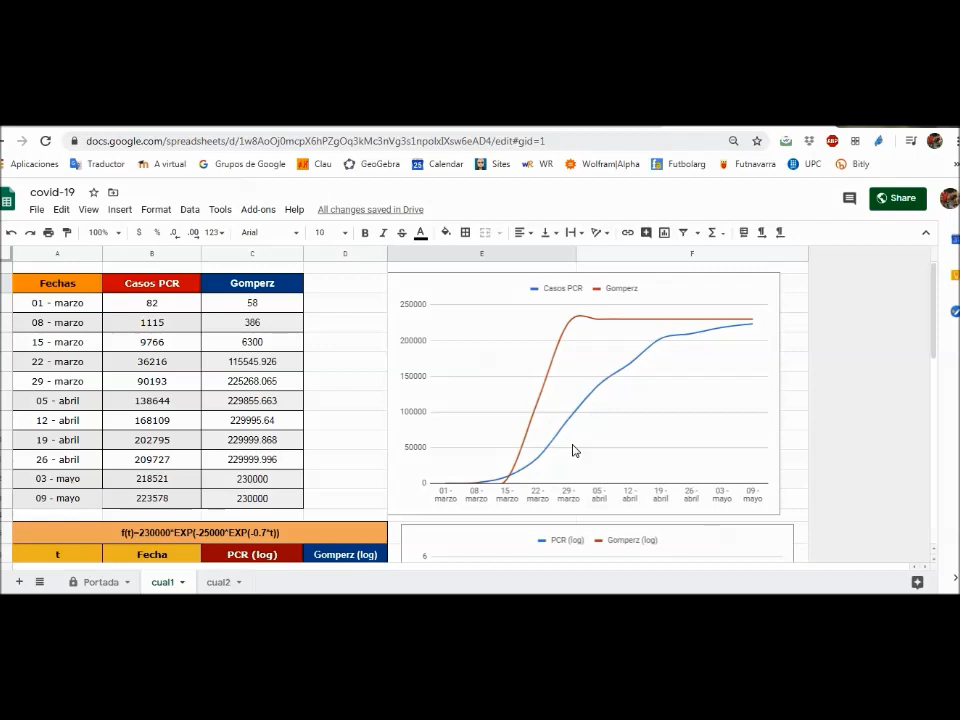 docs.google.com/spreadsheets/d/1w8AoOj0mcpX6hPZgOq3kMc3nVg3s1npolxIXsw6eAD4/edit#gid=1
Aplicaciones Traductor A virtual Grupos de Google Clau GeoGebra Calendar Sites WR Wolfram|Alpha Futbolarg Futnavarra UPC Bitly
covid-19
File Edit View Insert Format Data Tools Add-ons Help All changes saved in Drive Share
100% $ % .0 .00 123 Arial 10 B I S A
A B C D E F
Fechas Casos PCR Gomperz
01 - marzo 82 58
08 - marzo 1115 386
15 - marzo 9766 6300
22 - marzo 36216 115545.926
29 - marzo 90193 225268.065
05 - abril 138644 229855.663
12 - abril 168109 229995.64
19 - abril 202795 229999.868
26 - abril 209727 229999.996
03 - mayo 218521 230000
09 - mayo 223578 230000
f(t)=230000*EXP(-25000*EXP(-0.7*t))
t Fecha PCR (log) Gomperz (log)
Casos PCR Gomperz
250000
200000
150000
100000
50000
0
01 - marzo 08 - marzo 15 - marzo 22 - marzo 29 - marzo 05 - abril 12 - abril 19 - abril 26 - abril 03 - mayo 09 - mayo
PCR (log) Gomperz (log)
6
+ Portada cual1 cual2